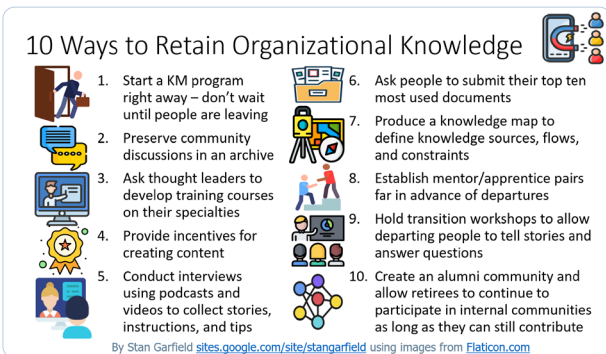 10 Ways to Retain Organizational Knowledge
1. Start a KM program
right away – don't wait
until people are leaving
2. Preserve community
discussions in an archive
3. Ask thought leaders to
develop training courses
on their specialties
4. Provide incentives for
creating content
5. Conduct interviews
using podcasts and
videos to collect stories,
instructions, and tips
6. Ask people to submit their top ten
most used documents
7. Produce a knowledge map to
define knowledge sources, flows,
and constraints
8. Establish mentor/apprentice pairs
far in advance of departures
9. Hold transition workshops to allow
departing people to tell stories and
answer questions
10. Create an alumni community and
allow retirees to continue to
participate in internal communities
as long as they can still contribute
By Stan Garfield sites.google.com/site/stangarfield using images from Flaticon.com